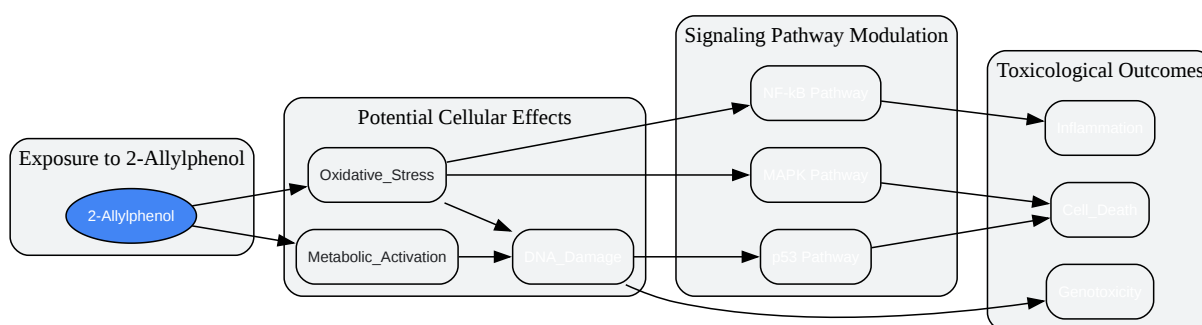 Exposure to 2-Allylphenol
2-Allylphenol
Potential Cellular Effects
Oxidative_Stress
Metabolic_Activation
DNA_Damage
Signaling Pathway Modulation
NF-kB Pathway
MAPK Pathway
p53 Pathway
Toxicological Outcomes
Inflammation
Cell_Death
Genotoxicity